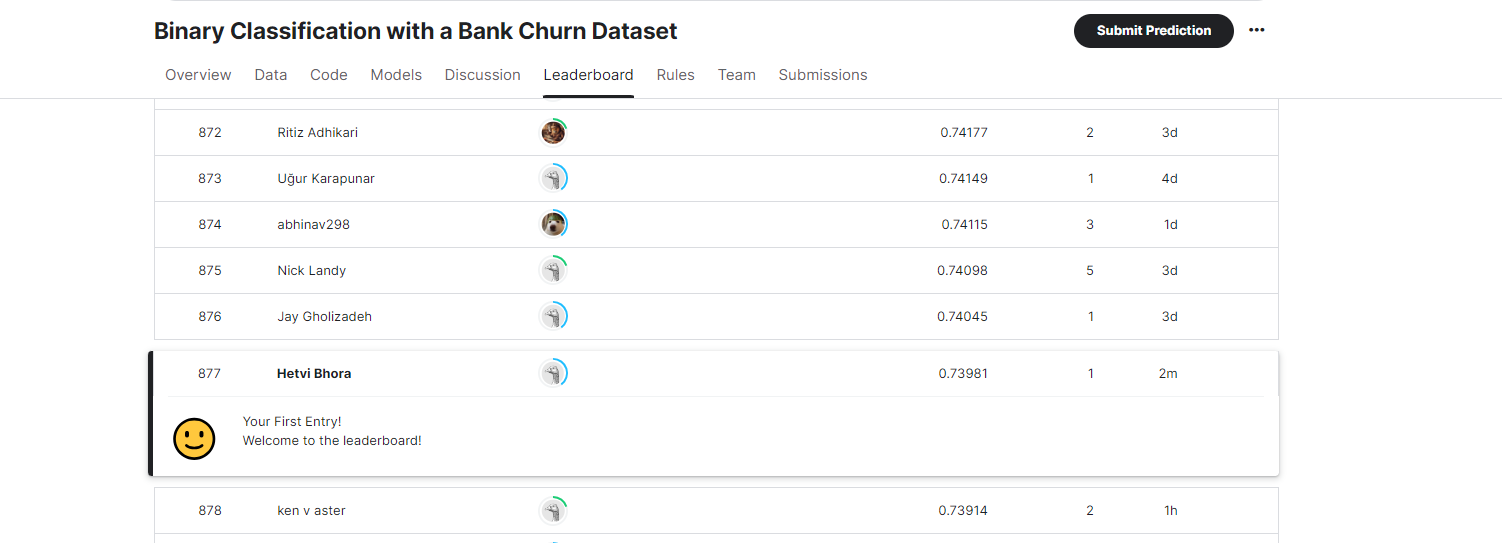 Binary Classification with a Bank Churn Dataset
Submit Prediction
Overview Data Code Models Discussion Leaderboard Rules Team Submissions
872 Ritiz Adhikari 0.74177 2 3d
873 Uğur Karapunar 0.74149 1 4d
874 abhinav298 0.74115 3 1d
875 Nick Landy 0.74098 5 3d
876 Jay Gholizadeh 0.74045 1 3d
877 Hetvi Bhora 0.73981 1 2m
Your First Entry!
Welcome to the leaderboard!
878 ken v aster 0.73914 2 1h